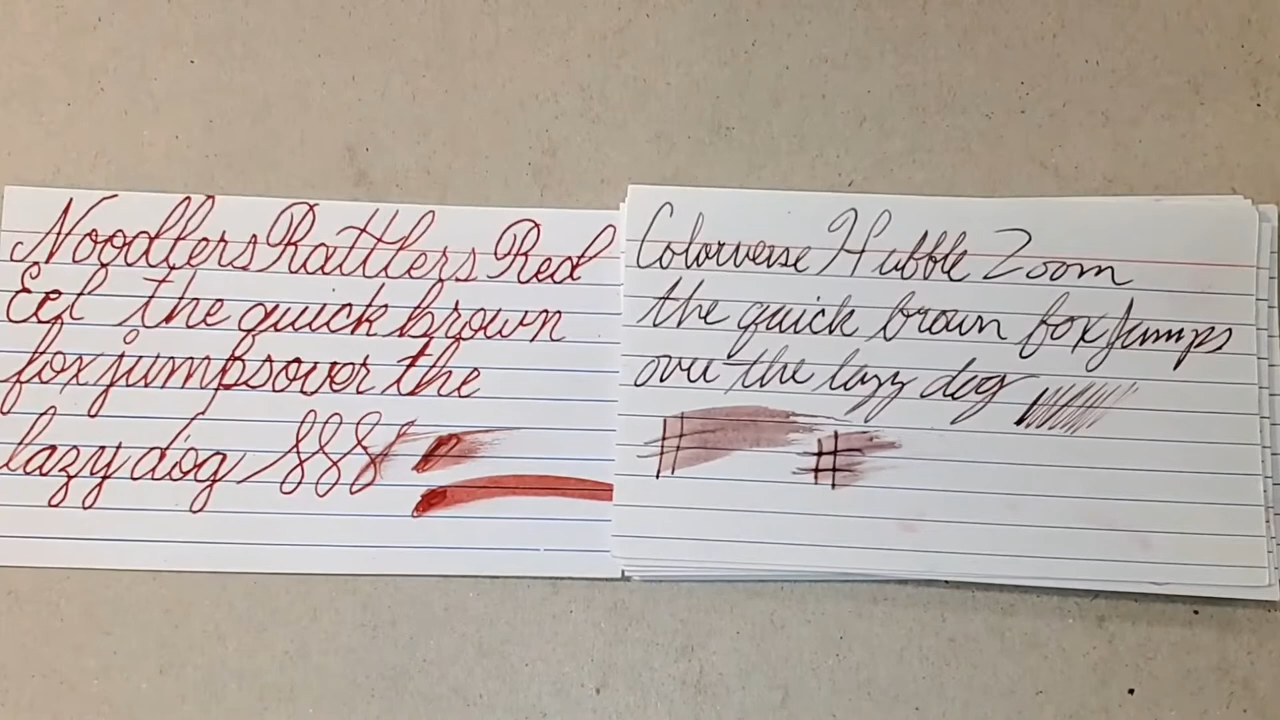 Noodlers Rattlers Red
Eel the quick brown
fox jumps over the
lazy dog
Colorverse Hubble Zoom
the quick brown fox jumps
over the lazy dog